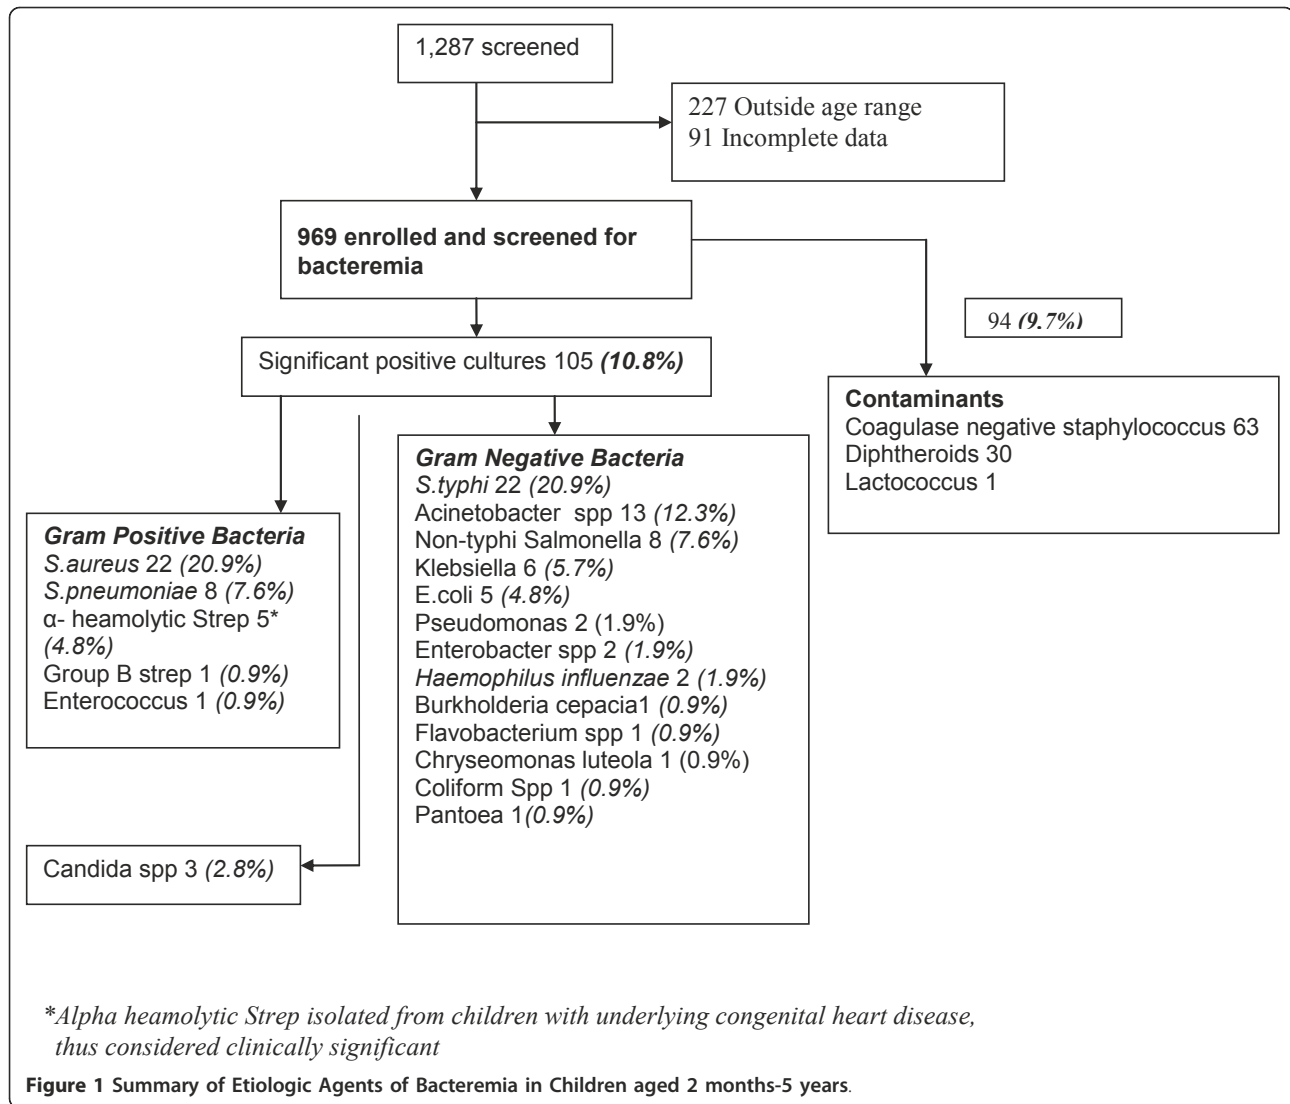 1,287 screened
227 Outside age range
91 Incomplete data
969 enrolled and screened for
bacteremia
94 (9.7%)
Significant positive cultures 105 (10.8%)
Contaminants
Coagulase negative staphylococcus 63
Diphtheroids 30
Lactococcus 1
Gram Positive Bacteria
S.aureus 22 (20.9%)
S.pneumoniae 8 (7.6%)
α- heamolytic Strep 5*
(4.8%)
Group B strep 1 (0.9%)
Enterococcus 1 (0.9%)
Gram Negative Bacteria
S.typhi 22 (20.9%)
Acinetobacter spp 13 (12.3%)
Non-typhi Salmonella 8 (7.6%)
Klebsiella 6 (5.7%)
E.coli 5 (4.8%)
Pseudomonas 2 (1.9%)
Enterobacter spp 2 (1.9%)
Haemophilus influenzae 2 (1.9%)
Burkholderia cepacia1 (0.9%)
Flavobacterium spp 1 (0.9%)
Chryseomonas luteola 1 (0.9%)
Coliform Spp 1 (0.9%)
Pantoea 1(0.9%)
Candida spp 3 (2.8%)
*Alpha heamolytic Strep isolated from children with underlying congenital heart disease,
thus considered clinically significant
Figure 1 Summary of Etiologic Agents of Bacteremia in Children aged 2 months-5 years.